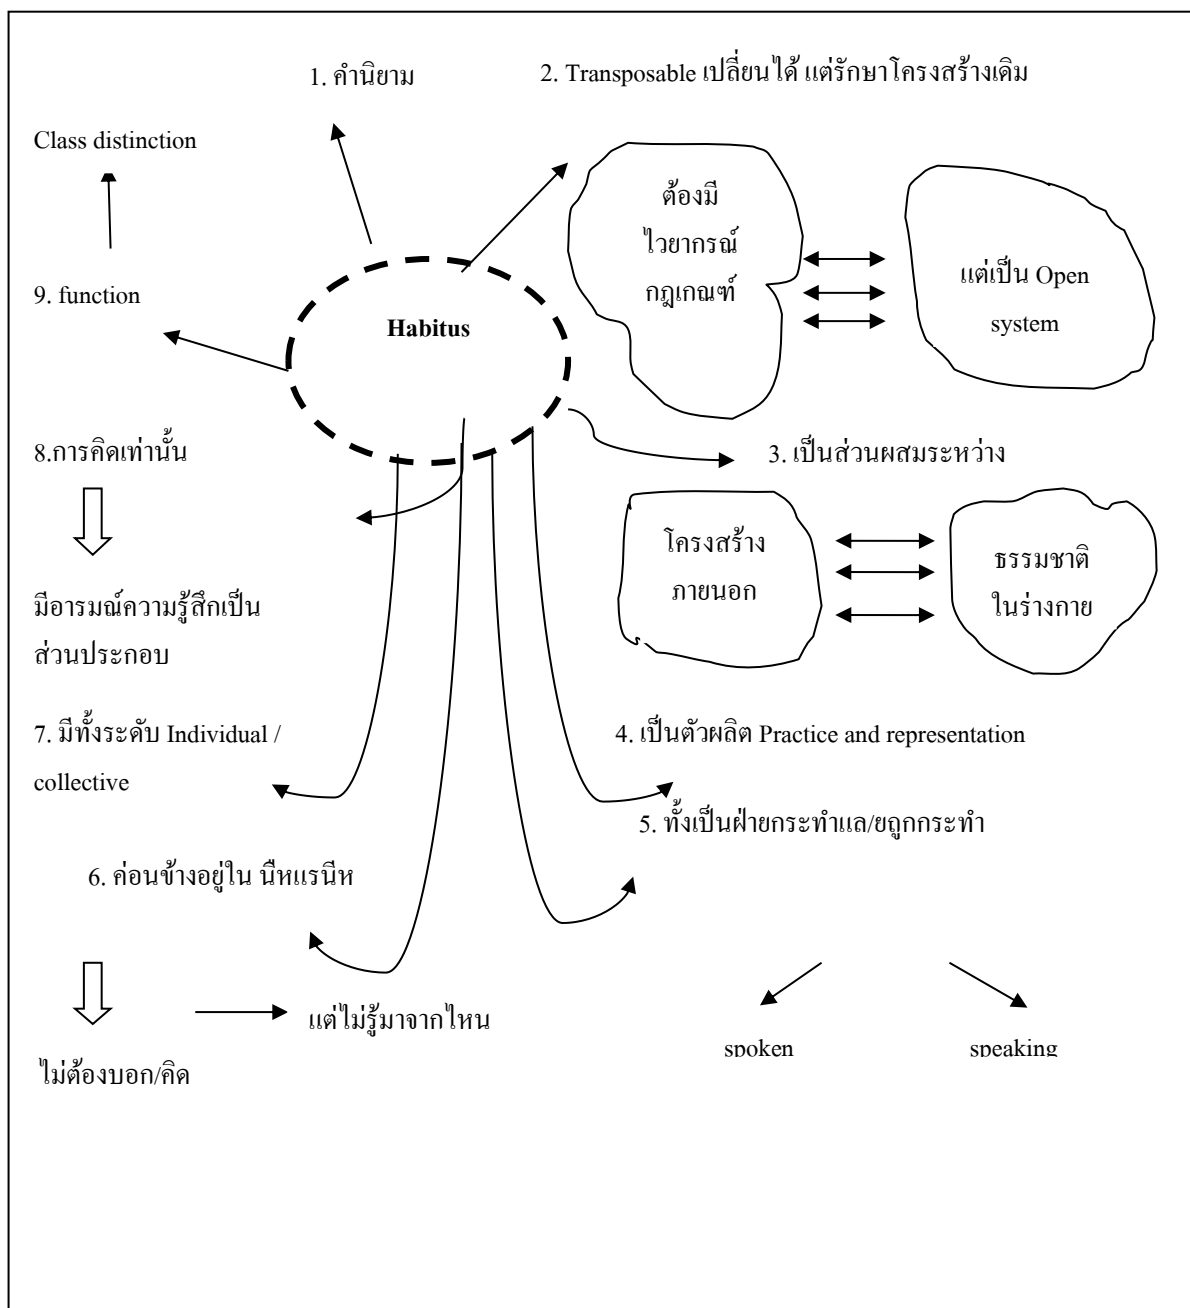 1. คำนิยาม
2. Transposable เปลี่ยนได้ แต่รักษาโครงสร้างเดิม
Class distinction
ต้องมี
ไวยากรณ์
กฎเกณฑ์
แต่เป็น Open
system
9. function
Habitus
8.การคิดเท่านั้น
3. เป็นส่วนผสมระหว่าง
โครงสร้าง
ภายนอก
ธรรมชาติ
ในร่างกาย
มีอารมณ์ความรู้สึกเป็น
ส่วนประกอบ
7. มีทั้งระดับ Individual /
collective
4. เป็นตัวผลิต Practice and representation
5. ทั้งเป็นฝ่ายกระทำแล/ยถูกกระทำ
6. ค่อนข้างอยู่ใน นืหแรนีห
แต่ไม่รู้มาจากไหน
ไม่ต้องบอก/คิด
spoken
speaking